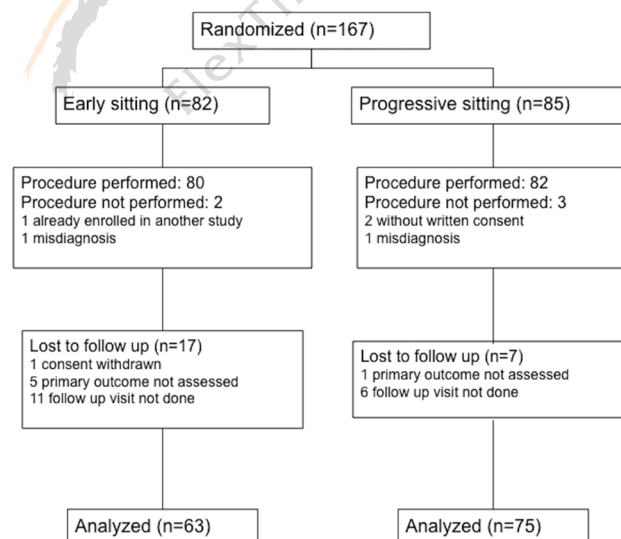 Randomized (n=167)
Early sitting (n=82)
Progressive sitting (n=85)
Procedure performed: 80
Procedure not performed: 2
1 already enrolled in another study
1 misdiagnosis
Procedure performed: 82
Procedure not performed: 3
2 without written consent
1 misdiagnosis
Lost to follow up (n=17)
1 consent withdrawn
5 primary outcome not assessed
11 follow up visit not done
Lost to follow up (n=7)
1 primary outcome not assessed
6 follow up visit not done
Analyzed (n=63)
Analyzed (n=75)